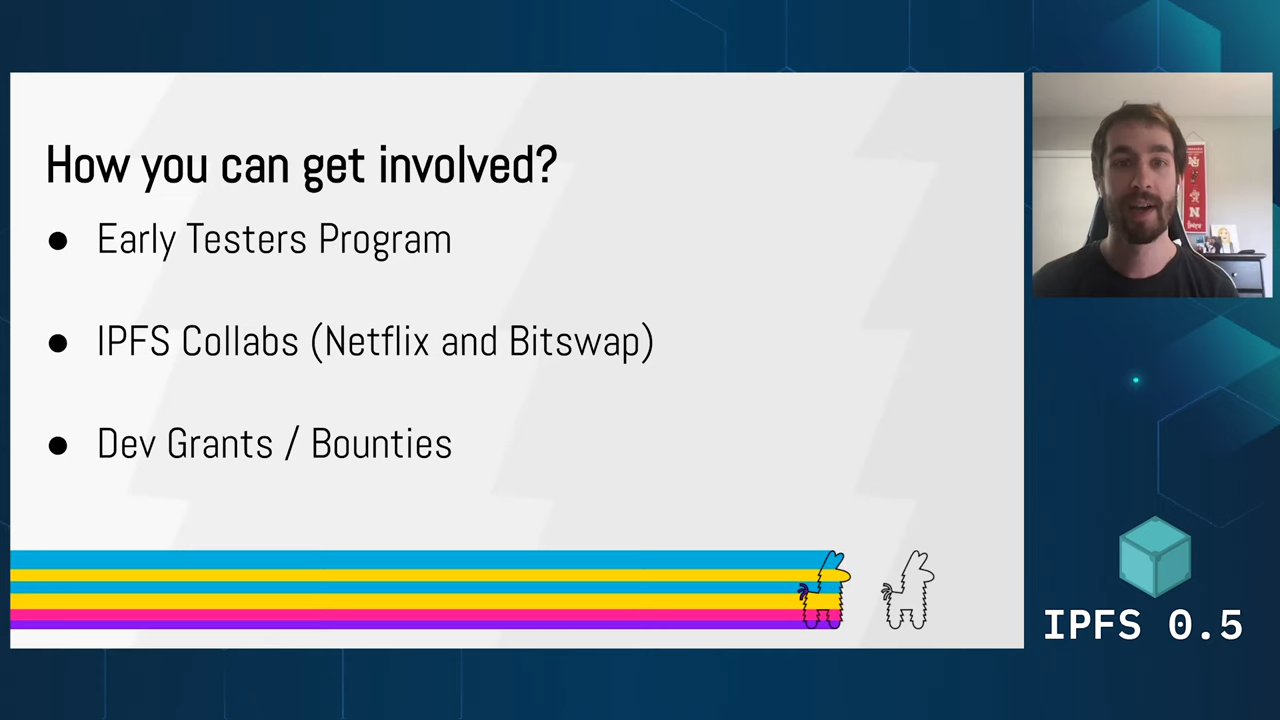 How you can get involved?
● Early Testers Program
● IPFS Collabs (Netflix and Bitswap)
● Dev Grants / Bounties
N
IPFS 0.5